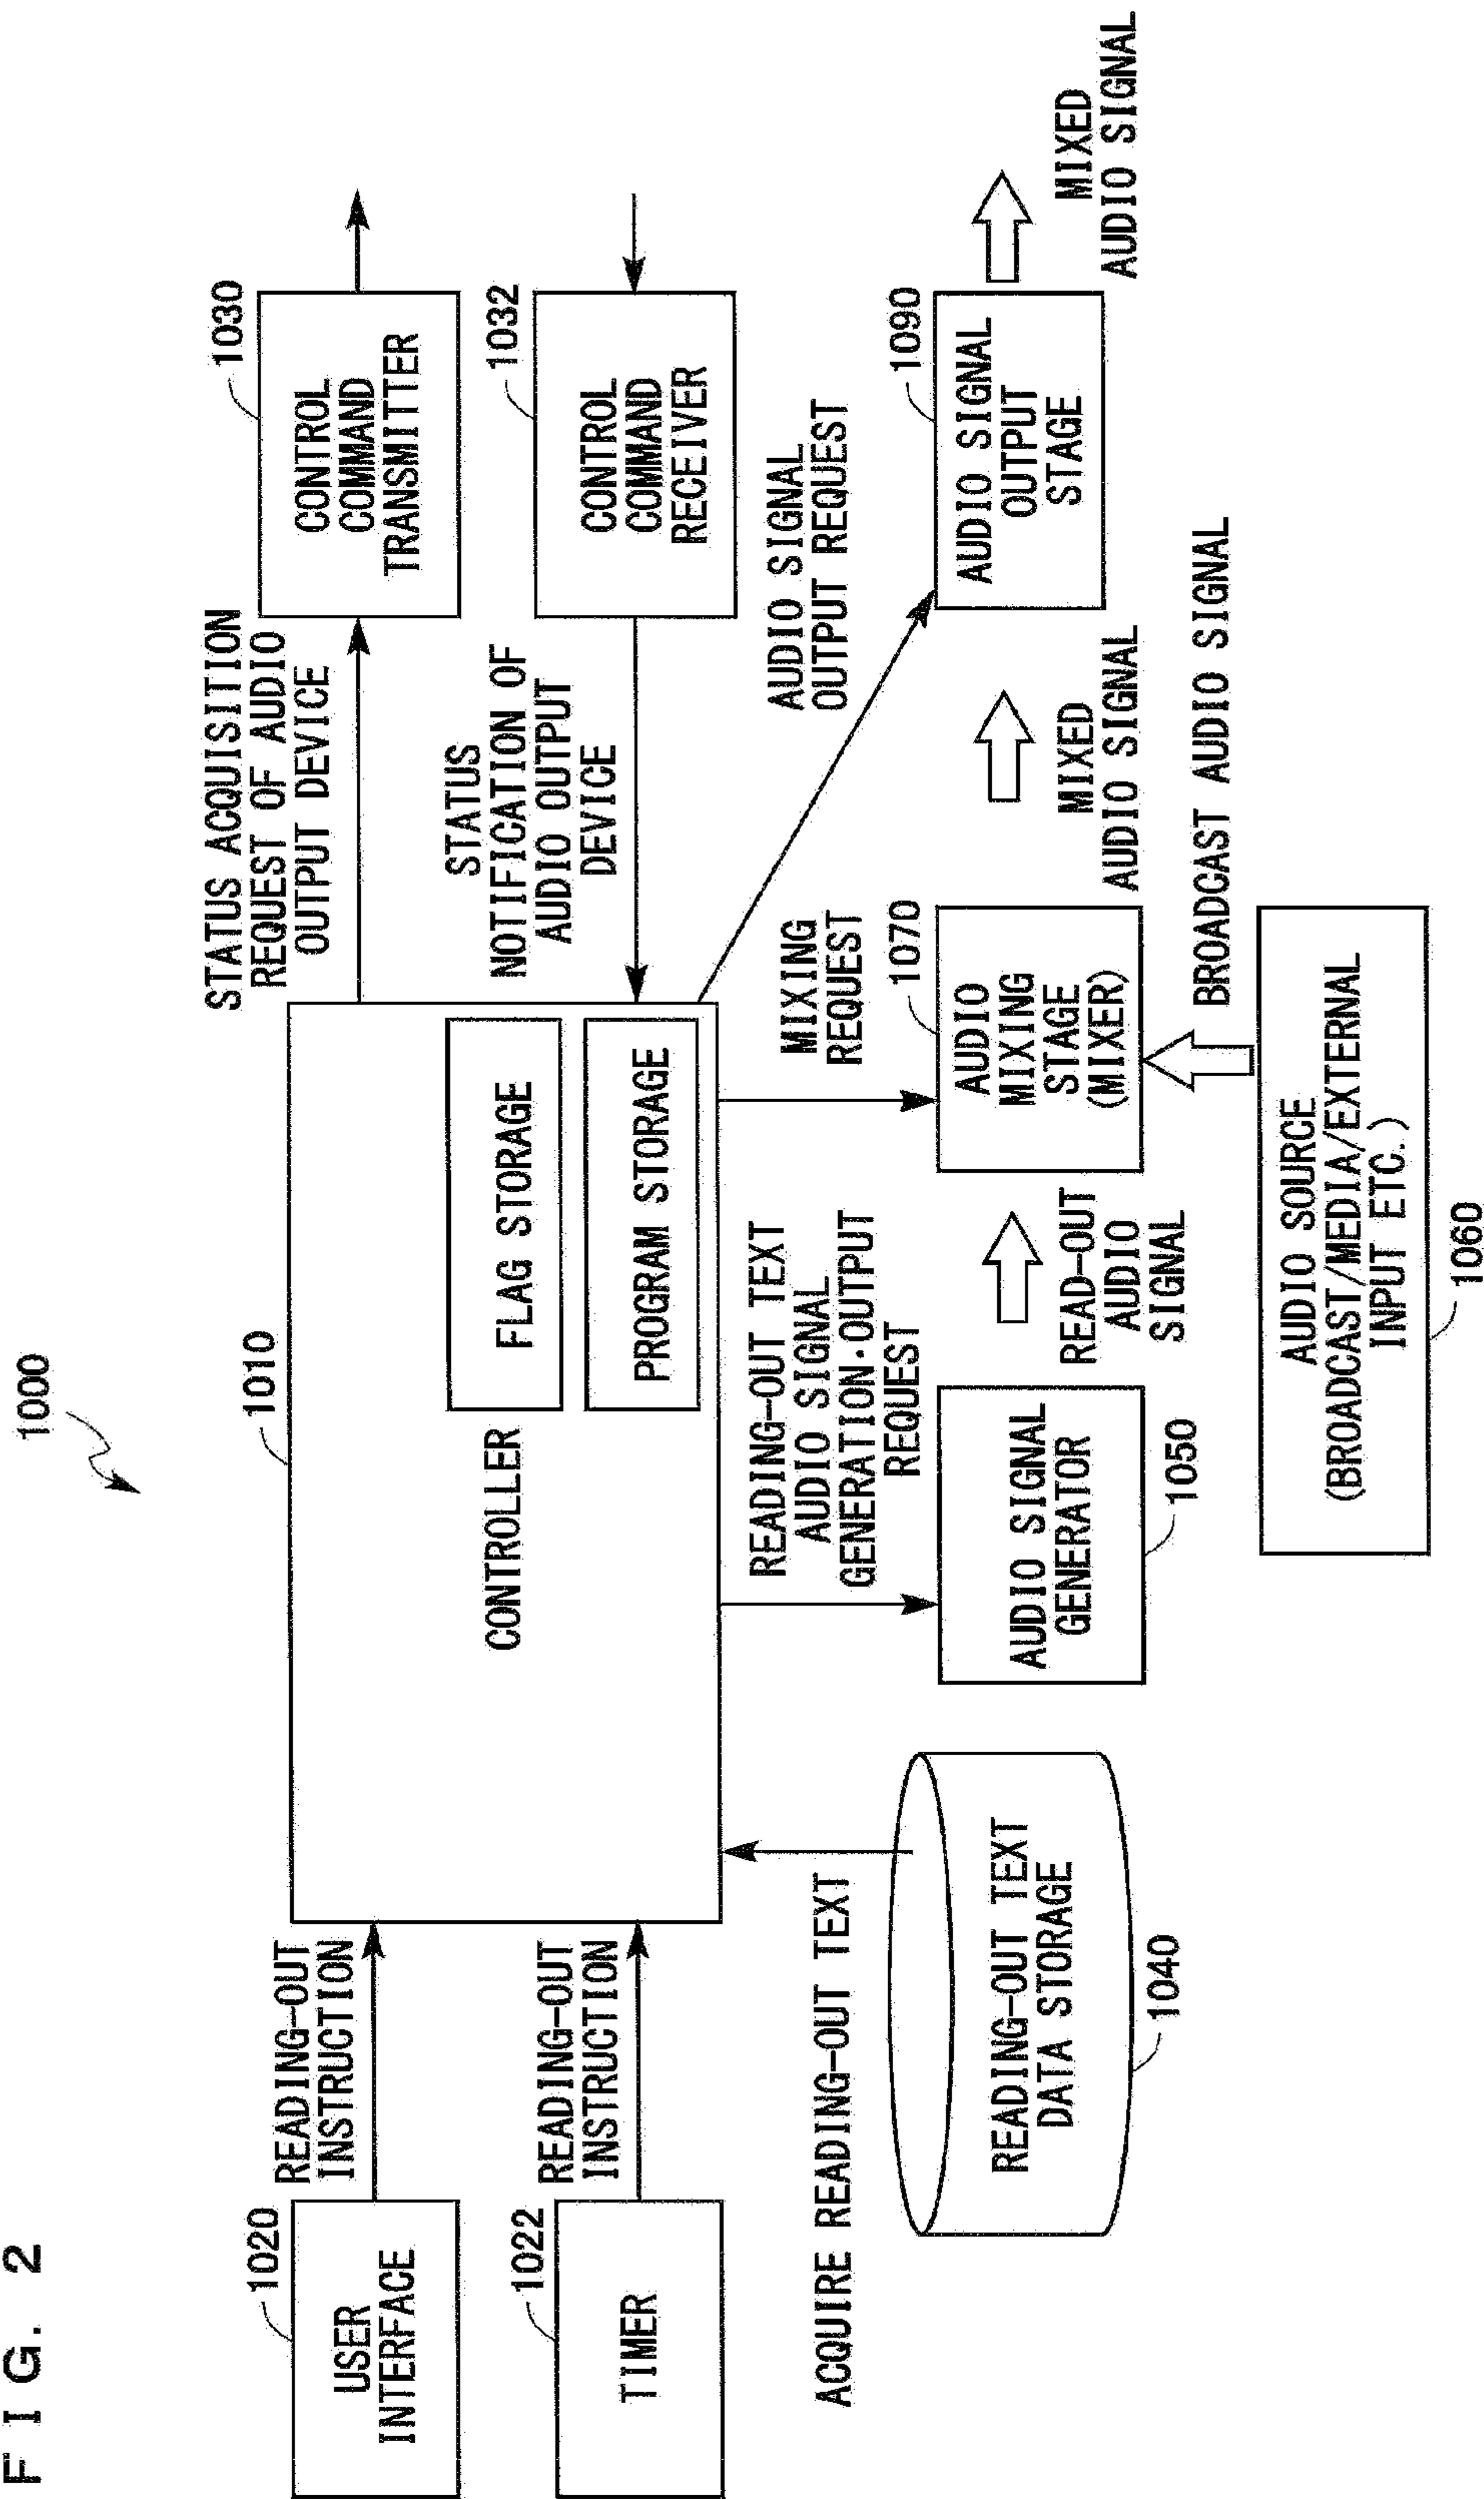 FIG. 2
1000
1010
CONTROLLER
FLAG STORAGE
PROGRAM STORAGE
1020
USER
INTERFACE
READING-OUT
INSTRUCTION
1022
TIMER
READING-OUT
INSTRUCTION
STATUS ACQUISITION
REQUEST OF AUDIO
OUTPUT DEVICE
1030
CONTROL
COMMAND
TRANSMITTER
STATUS
NOTIFICATION OF
AUDIO OUTPUT
DEVICE
1032
CONTROL
COMMAND
RECEIVER
ACQUIRE READING-OUT TEXT
READING-OUT TEXT
DATA STORAGE
1040
READING-OUT TEXT
AUDIO SIGNAL
GENERATION·OUTPUT
REQUEST
AUDIO SIGNAL
GENERATOR
1050
READ-OUT
AUDIO
SIGNAL
MIXING
REQUEST
1070
AUDIO
MIXING
STAGE
(MIXER)
MIXED
AUDIO SIGNAL
AUDIO SIGNAL
OUTPUT REQUEST
1090
AUDIO SIGNAL
OUTPUT
STAGE
MIXED
AUDIO SIGNAL
BROADCAST AUDIO SIGNAL
AUDIO SOURCE
(BROADCAST/MEDIA/EXTERNAL
INPUT ETC.)
1060